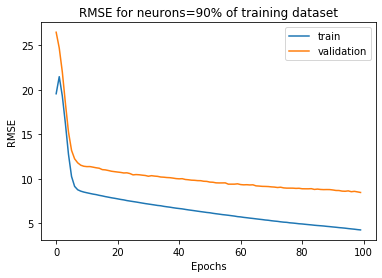 RMSE for neurons=90% of training dataset
train
validation
RMSE
25
20
15
10
5
0
20
40
60
80
100
Epochs